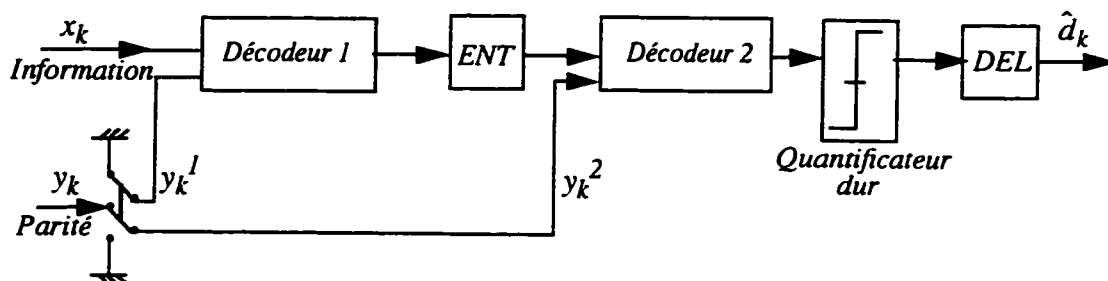 x_k
Information
Décodeur 1
ENT
Décodeur 2
DEL
d̂_k
y_k
Parité
y_k^1
y_k^2
Quantificateur
dur